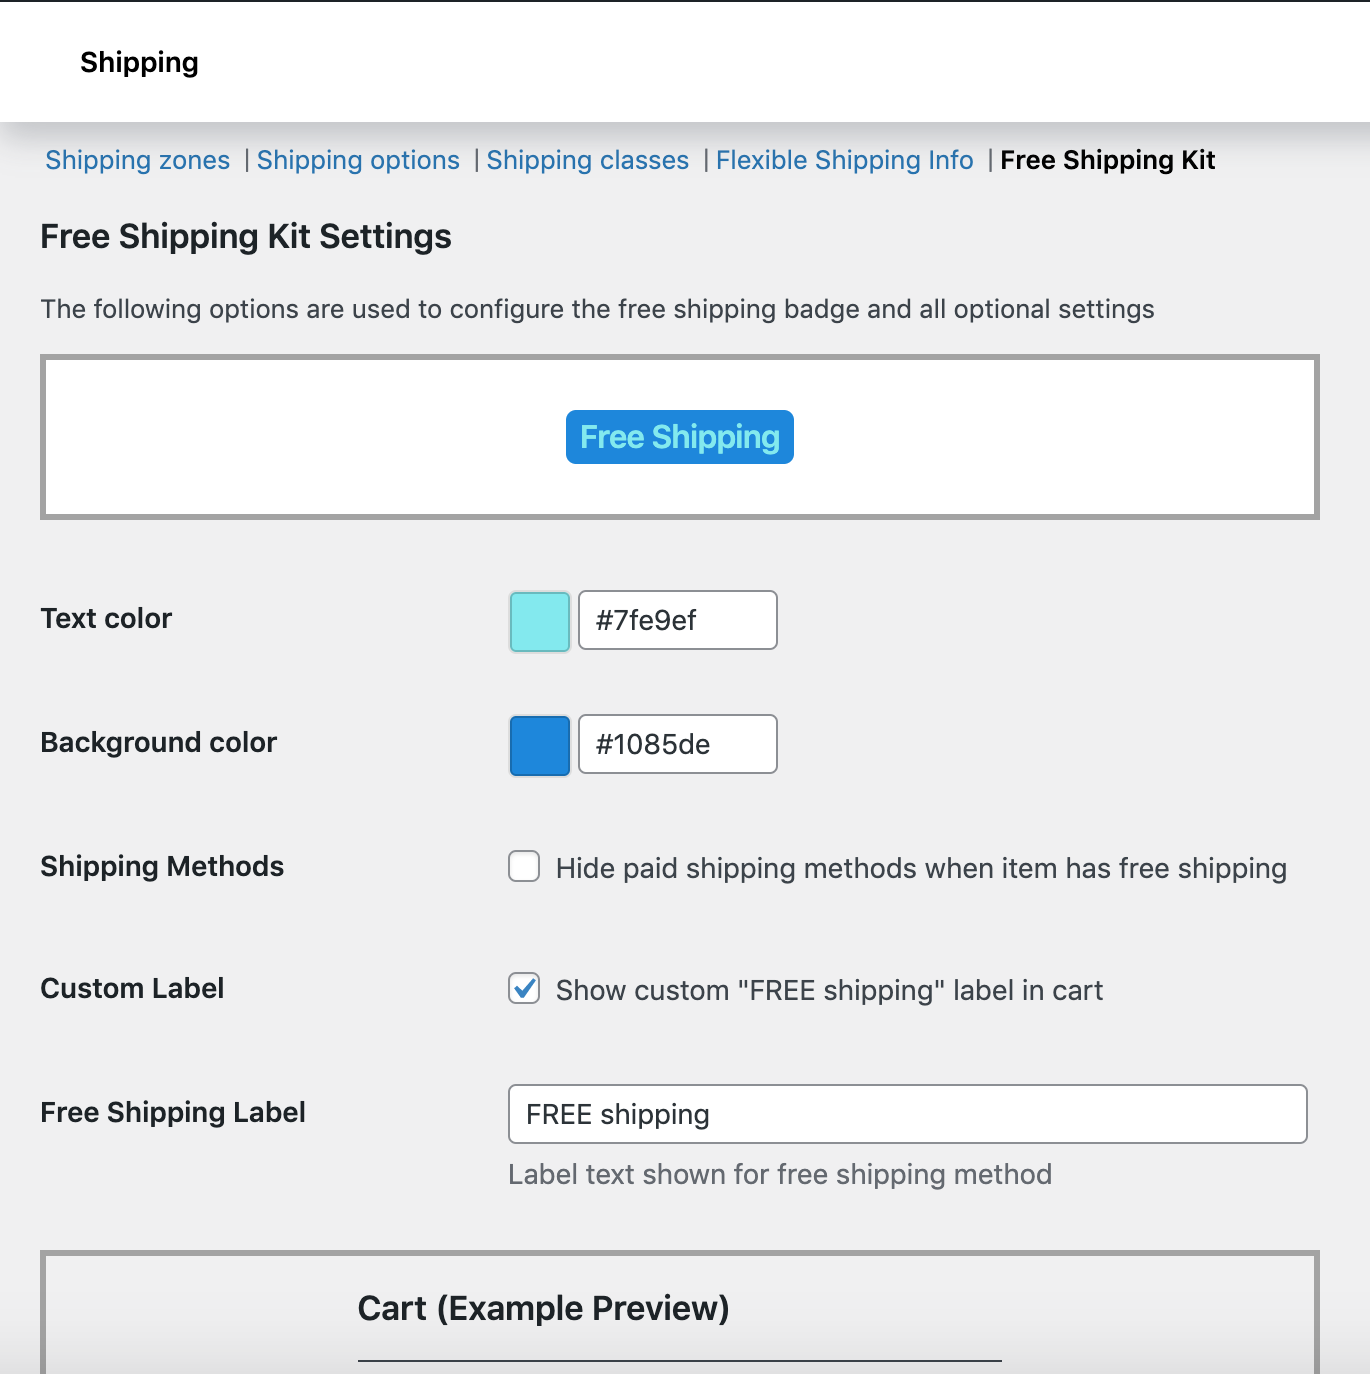 Shipping
Shipping zones | Shipping options | Shipping classes | Flexible Shipping Info | Free Shipping Kit
Free Shipping Kit Settings
The following options are used to configure the free shipping badge and all optional settings
Free Shipping
Text color #7fe9ef
Background color #1085de
Shipping Methods Hide paid shipping methods when item has free shipping
Custom Label Show custom "FREE shipping" label in cart
Free Shipping Label FREE shipping
Label text shown for free shipping method
Cart (Example Preview)